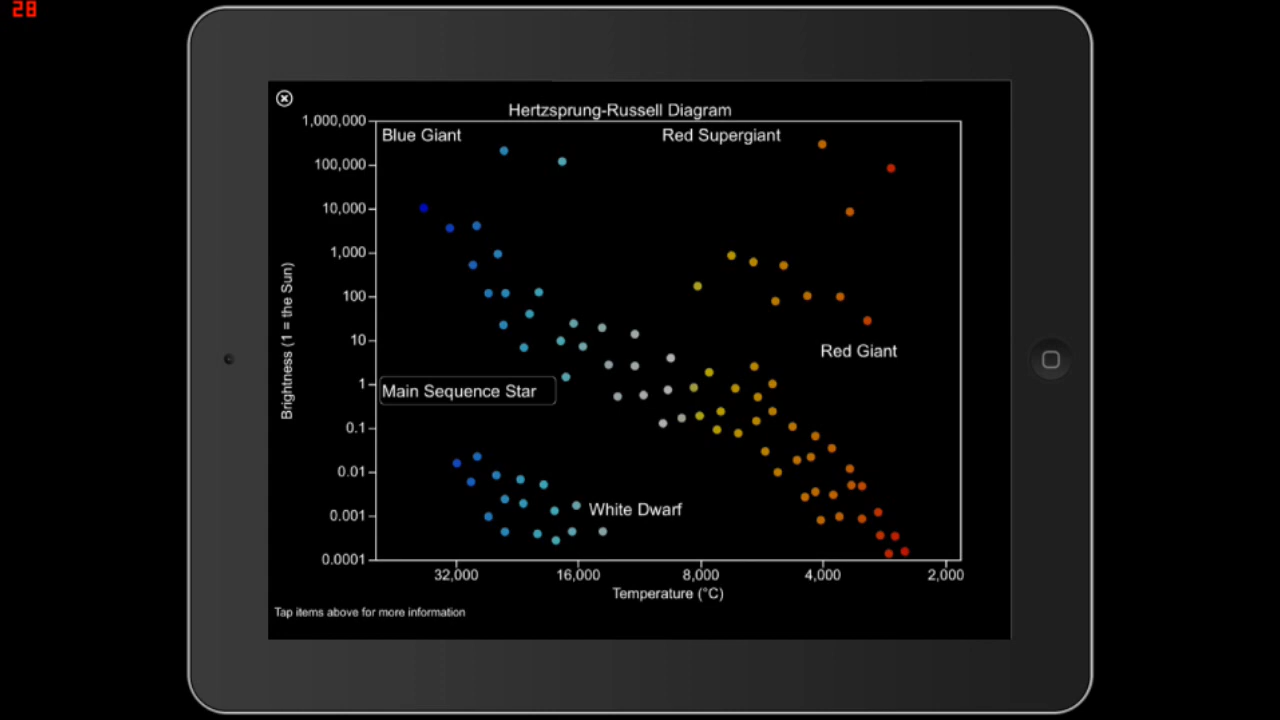 28
Hertzsprung-Russell Diagram
1,000,000
Blue Giant
Red Supergiant
100,000
10,000
1,000
100
10
Red Giant
1
Main Sequence Star
0.1
0.01
White Dwarf
0.001
0.0001
Brightness (1 = the Sun)
32,000 16,000 8,000 4,000 2,000
Temperature (°C)
Tap items above for more information